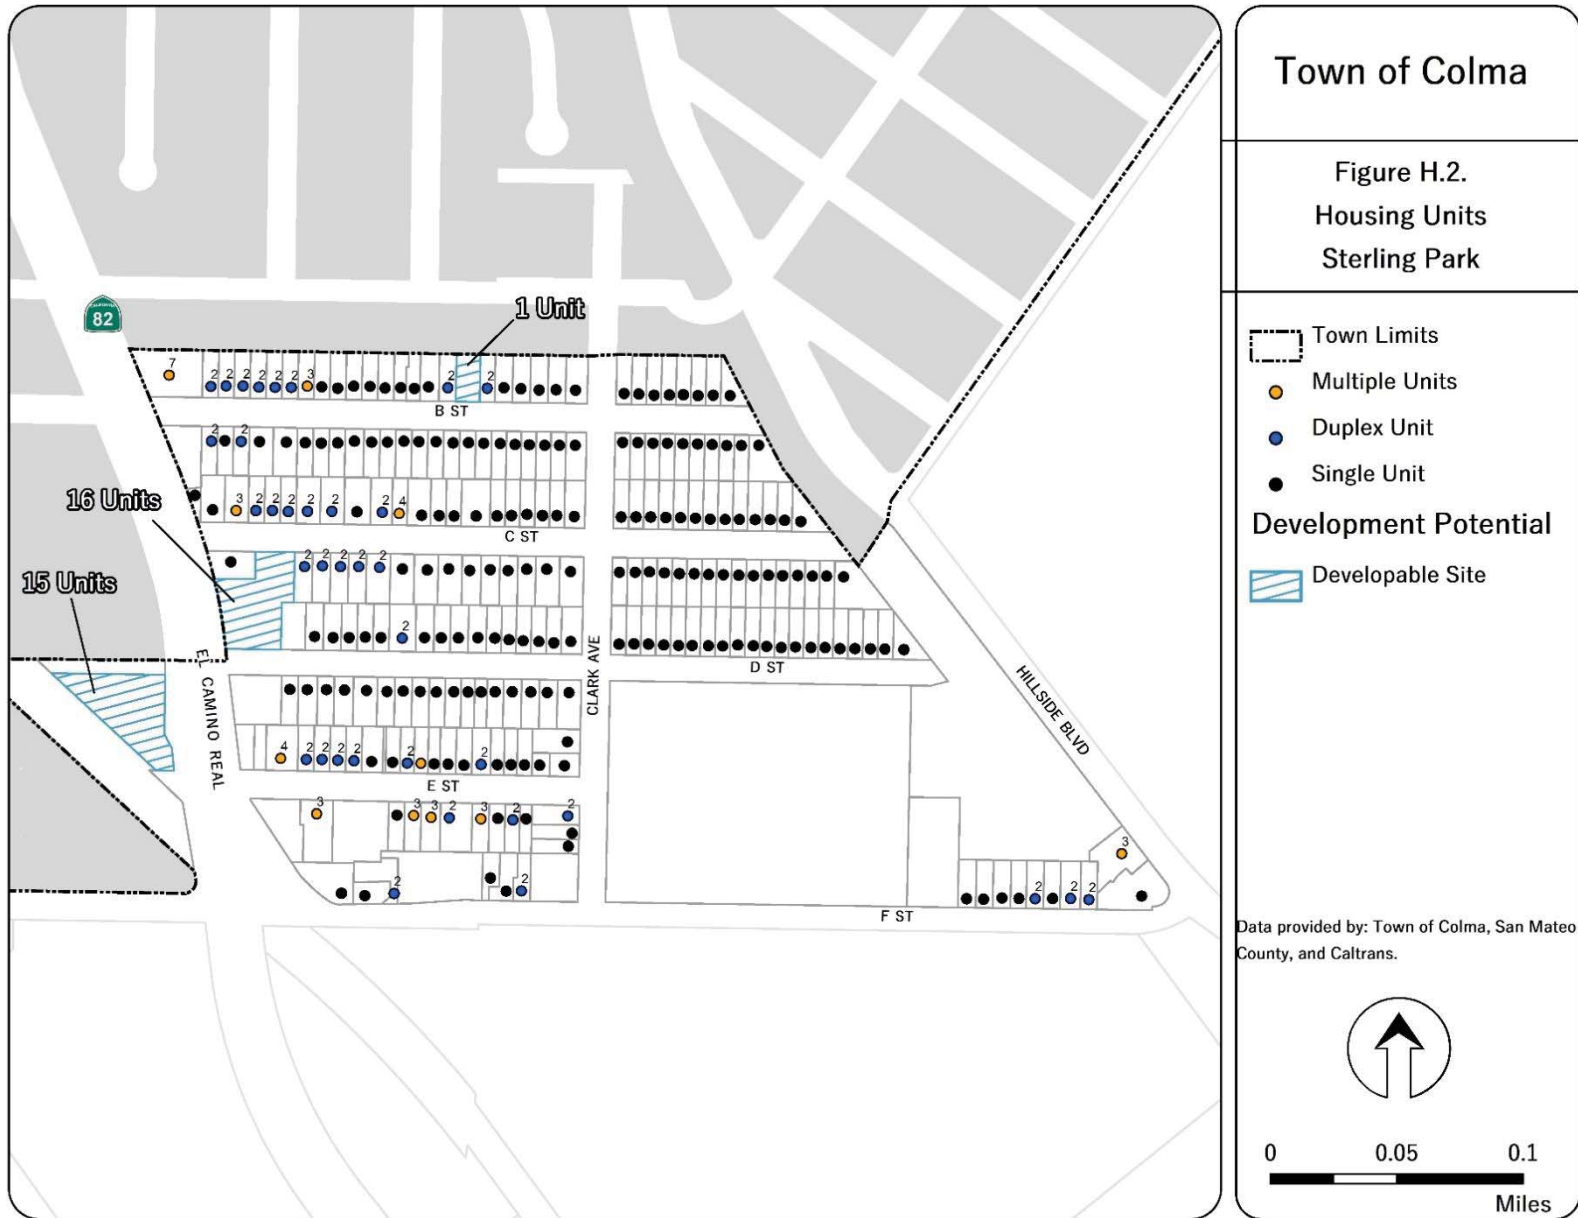 Town of Colma
Figure H.2.
Housing Units
Sterling Park
Town Limits
Multiple Units
Duplex Unit
Single Unit
Development Potential
Developable Site
Data provided by: Town of Colma, San Mateo
County, and Caltrans.
0 0.05 0.1
Miles
82
1 Unit
7
2 2 2 2 2 2 3 2 2
B ST
2 2
16 Units
3 2 2 2 2 2 2 4
C ST
15 Units
2 2 2 2 2
2
D ST
EL CAMINO REAL
CLARK AVE
HILLSIDE BLVD
4 2 2 2 2 2 2
E ST
3 3 3 2 3 2 2
3
2 2 2 2 2
F ST